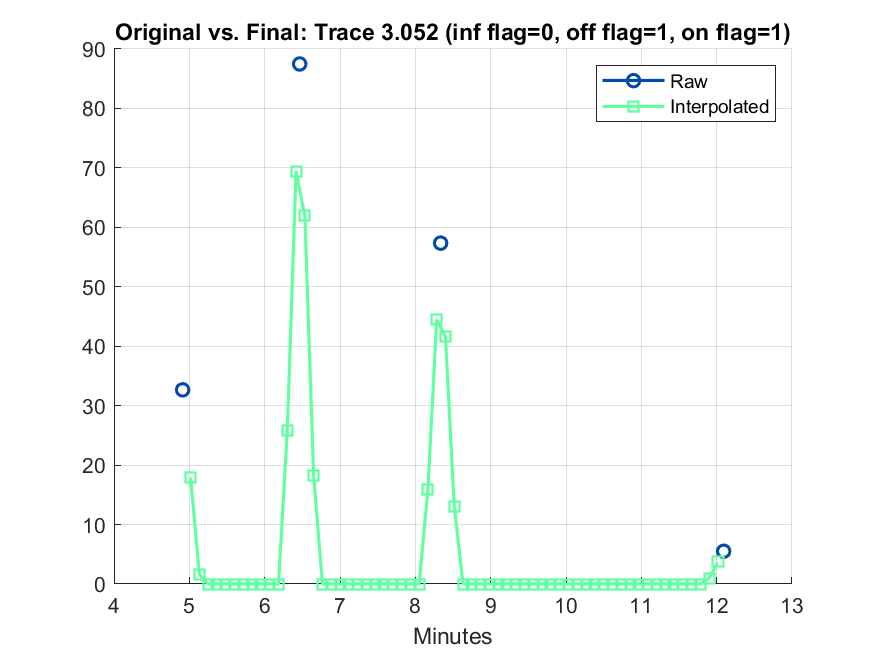 Original vs. Final: Trace 3.052 (inf flag=0, off flag=1, on flag=1)
90
80
70
60
50
40
30
20
10
0
Raw
Interpolated
4 5 6 7 8 9 10 11 12 13
Minutes